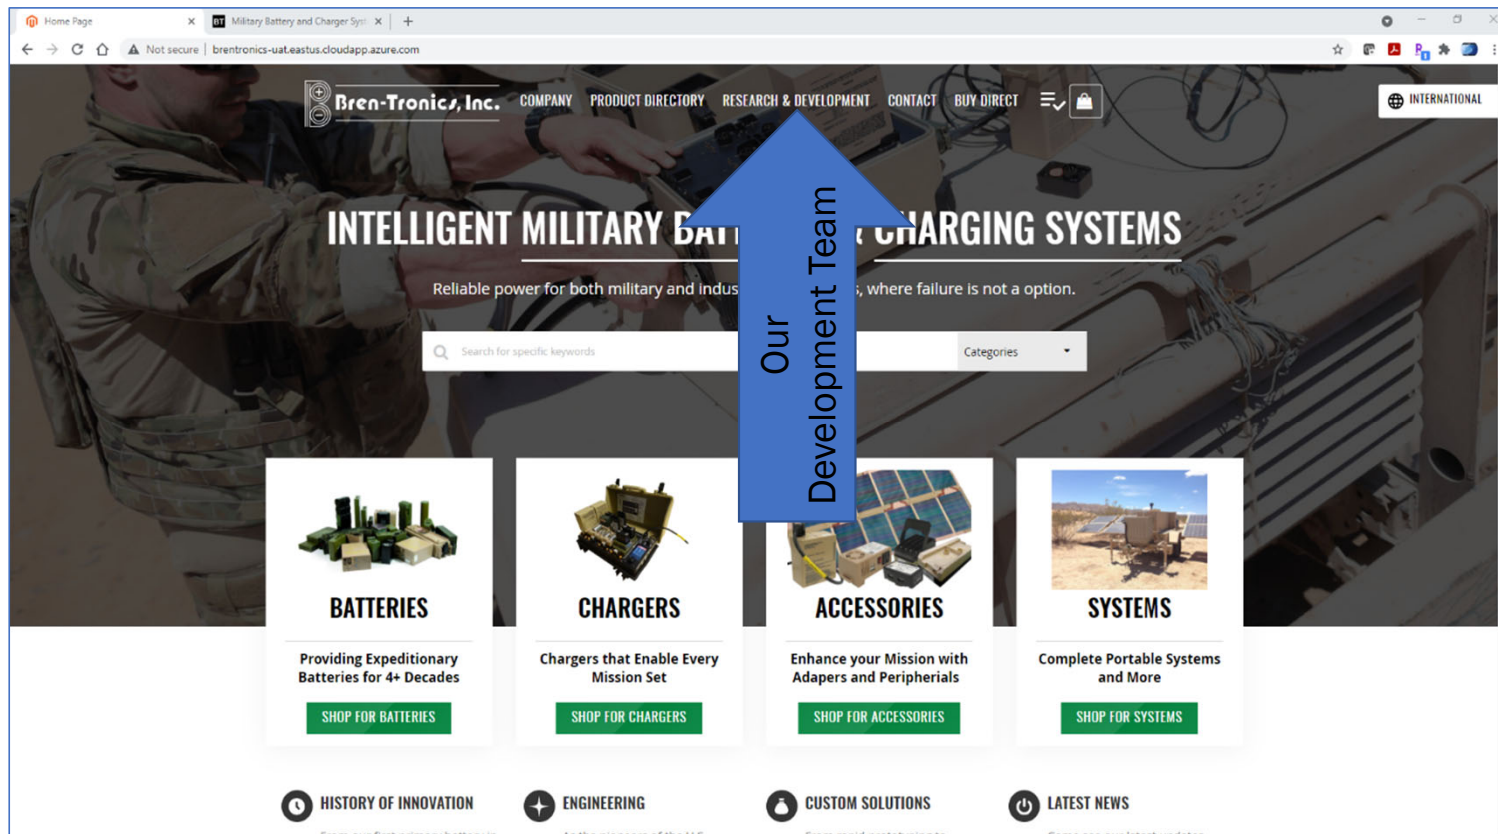 Home Page
Military Battery and Charger Syst
Not secure | brentronics-uat.eastus.cloudapp.azure.com
Bren-Tronics, Inc.
COMPANY PRODUCT DIRECTORY RESEARCH & DEVELOPMENT CONTACT BUY DIRECT
INTERNATIONAL
INTELLIGENT MILITARY BATT & CHARGING SYSTEMS
Reliable power for both military and indus s, where failure is not a option.
Search for specific keywords
Categories
Our
Development Team
BATTERIES
Providing Expeditionary
Batteries for 4+ Decades
SHOP FOR BATTERIES
CHARGERS
Chargers that Enable Every
Mission Set
SHOP FOR CHARGERS
ACCESSORIES
Enhance your Mission with
Adapers and Peripherials
SHOP FOR ACCESSORIES
SYSTEMS
Complete Portable Systems
and More
SHOP FOR SYSTEMS
HISTORY OF INNOVATION
ENGINEERING
CUSTOM SOLUTIONS
LATEST NEWS